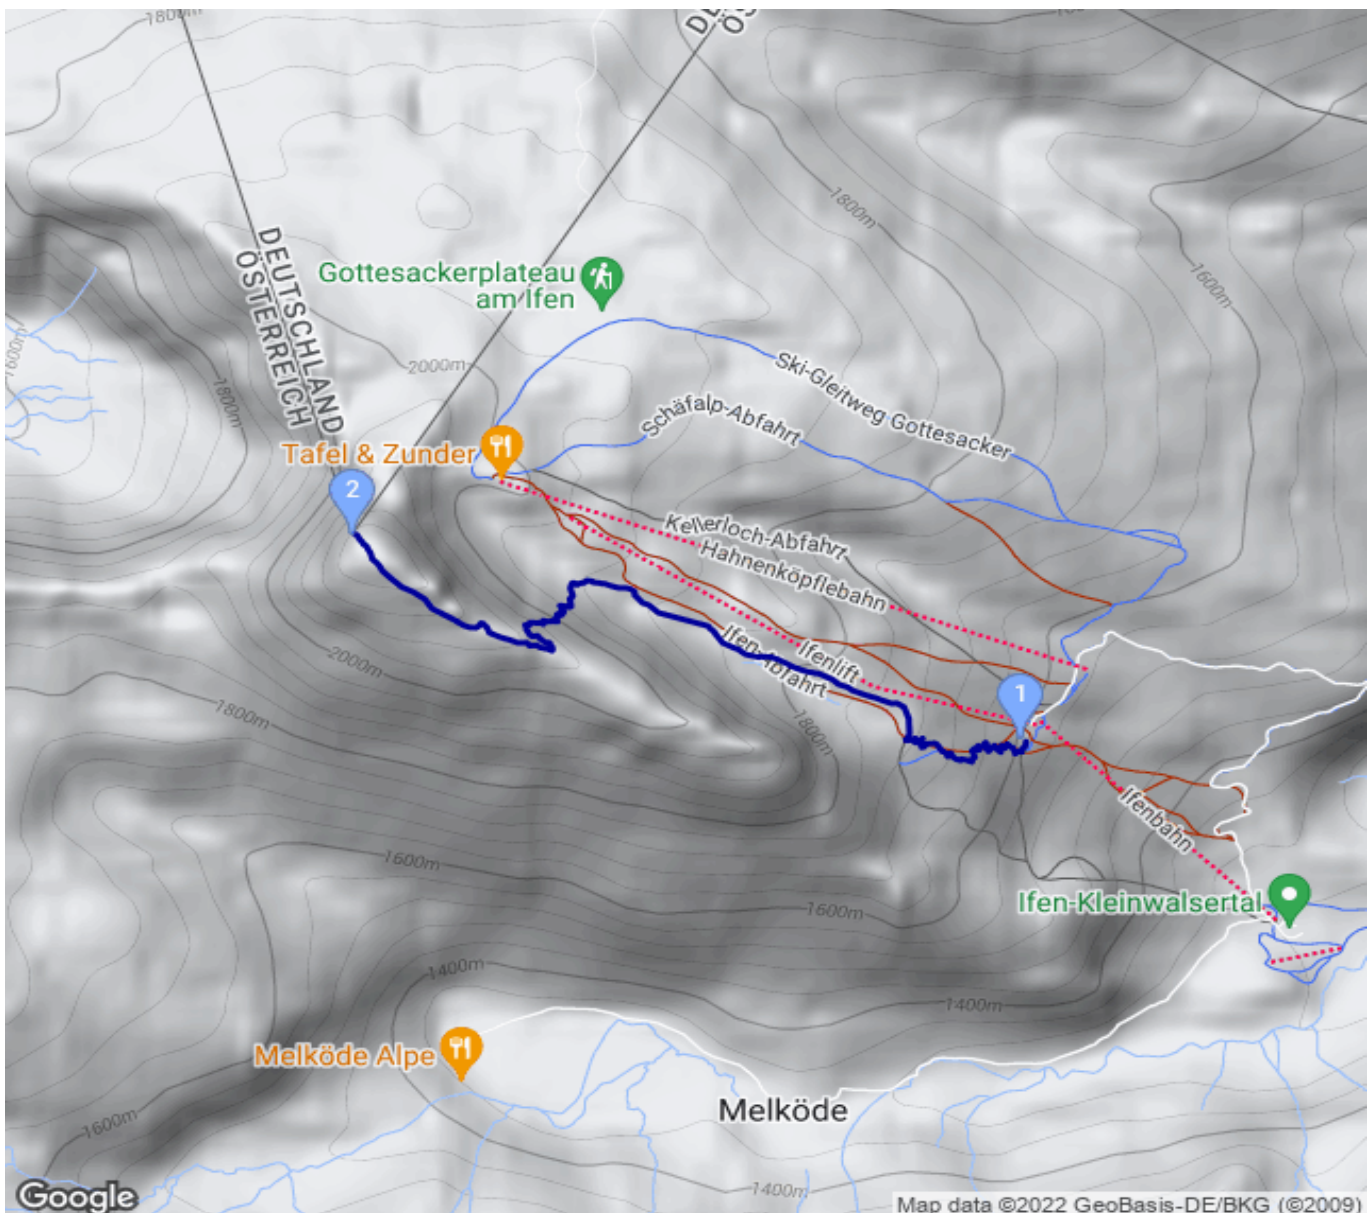 1800m
DEUTSCHLAND
ÖSTERREICH
1800m
1600m
Gottesackerplateau
am Ifen
1600m
1800m
2000m
Ski-Gleitweg Gottesacker
Schäfalp-Abfahrt
Tafel & Zunder
2
Kellerloch-Abfahrt
Hahnenköpflebahn
Ifenlift
Ifen-Abfahrt
2000m
1800m
1
1800m
Ifenbahn
1600m
1600m
Ifen-Kleinwalsertal
1400m
1400m
Melköde Alpe
Melköde
1600m
1400m
Google
Map data ©2022 GeoBasis-DE/BKG (©2009)